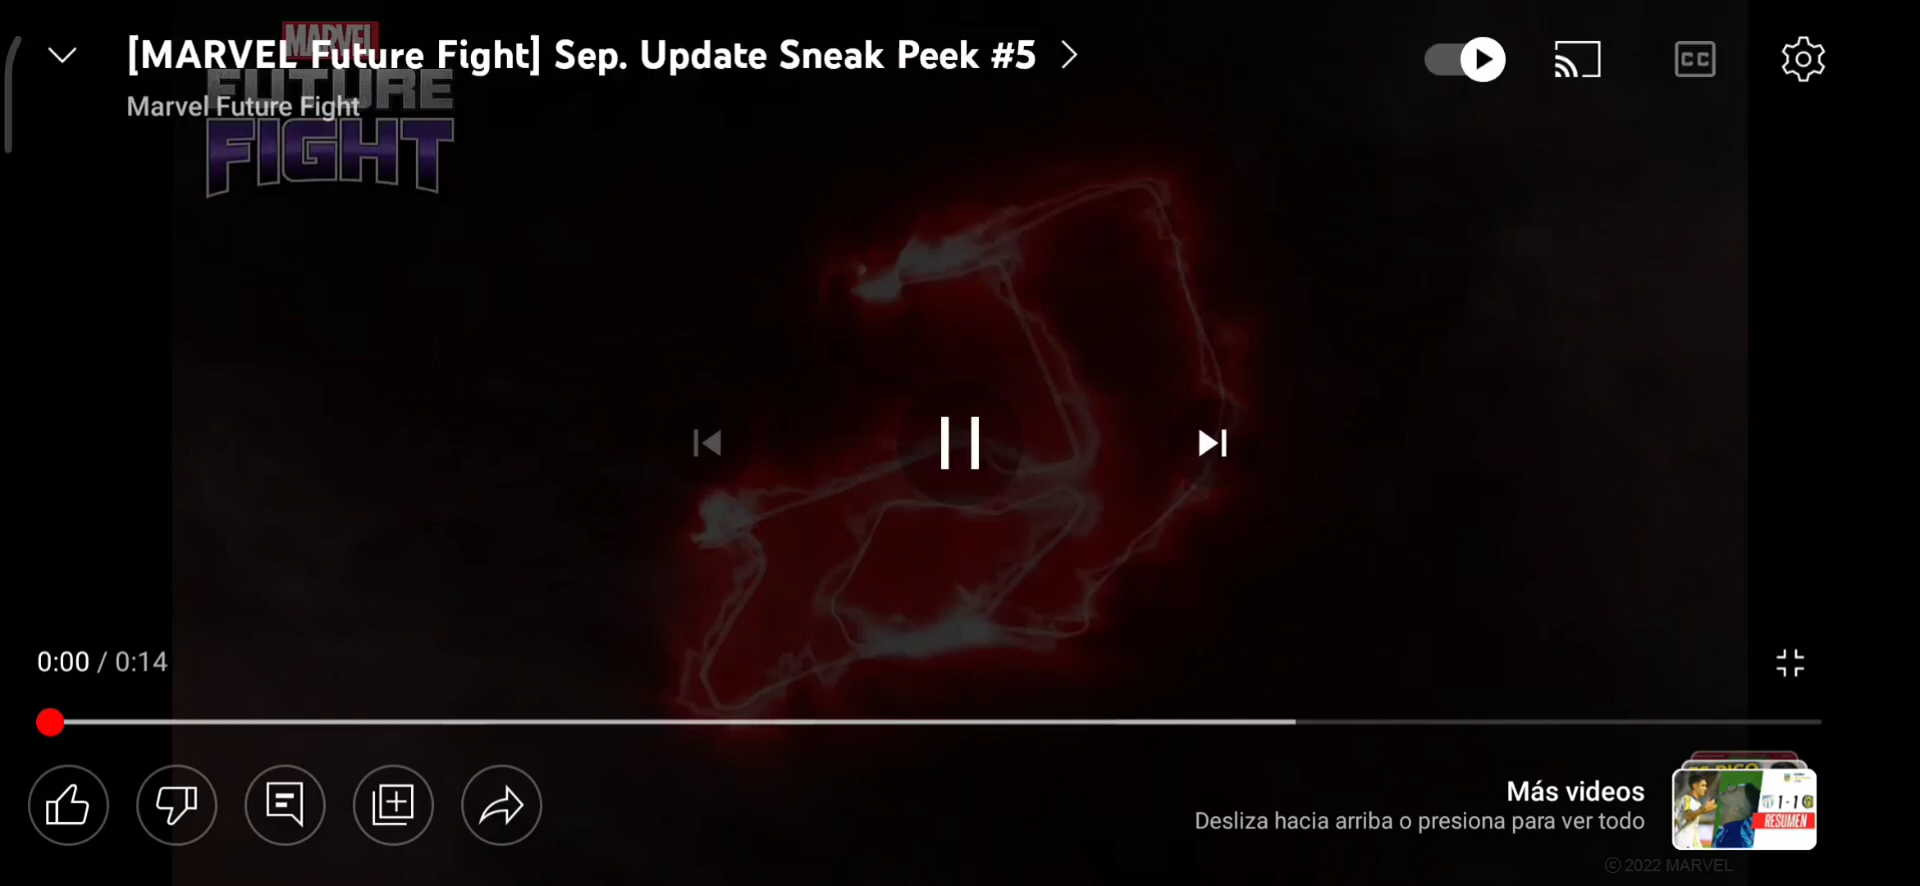 MARVEL
[MARVEL Future Fight] Sep. Update Sneak Peek #5
FUTURE
Marvel Future Fight
FIGHT
CC
0:00 / 0:14
Más videos
Desliza hacia arriba o presiona para ver todo
1-1
RESUMEN
© 2022 MARVEL